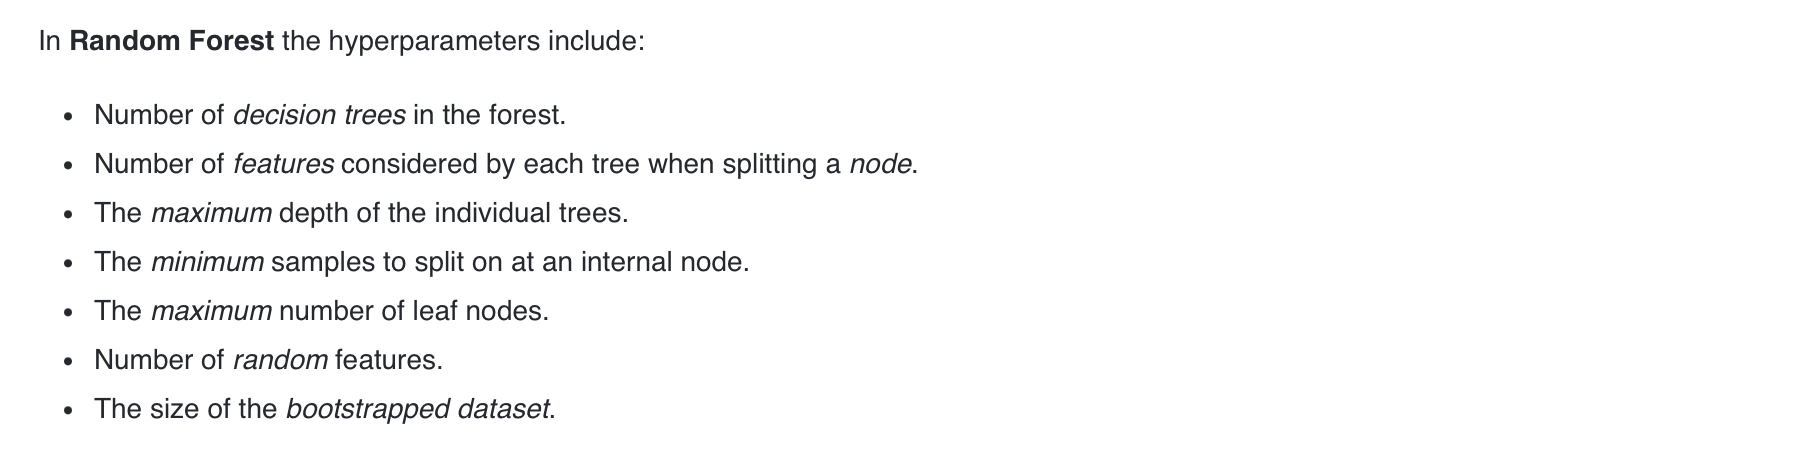 In Random Forest the hyperparameters include:
• Number of decision trees in the forest.
• Number of features considered by each tree when splitting a node.
• The maximum depth of the individual trees.
• The minimum samples to split on at an internal node.
• The maximum number of leaf nodes.
• Number of random features.
• The size of the bootstrapped dataset.